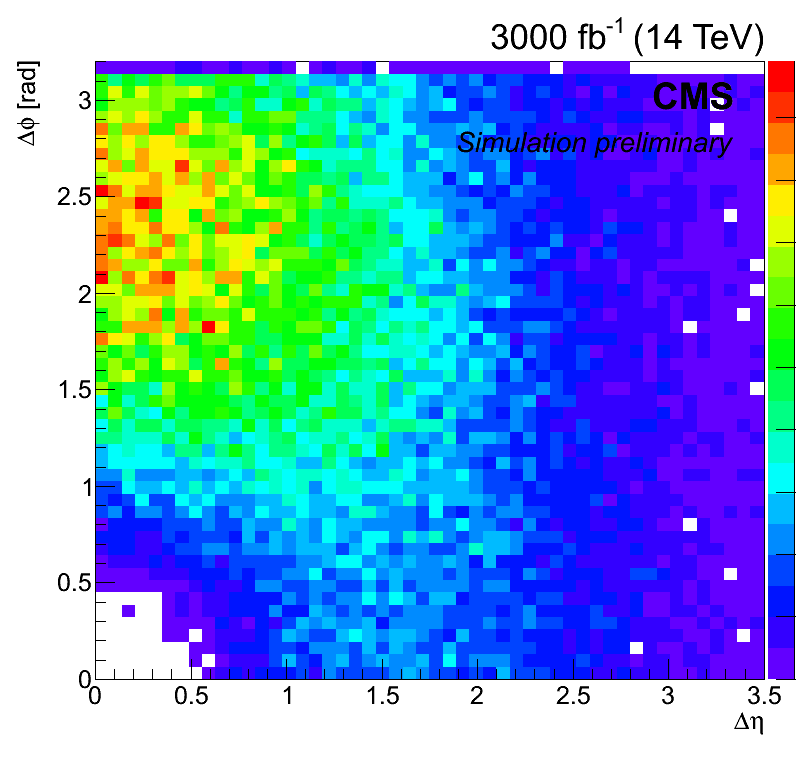 3000 fb-1 (14 TeV)
CMS
Simulation preliminary
Δϕ [rad]
3
2.5
2
1.5
1
0.5
0
0 0.5 1 1.5 2 2.5 3 3.5
Δη